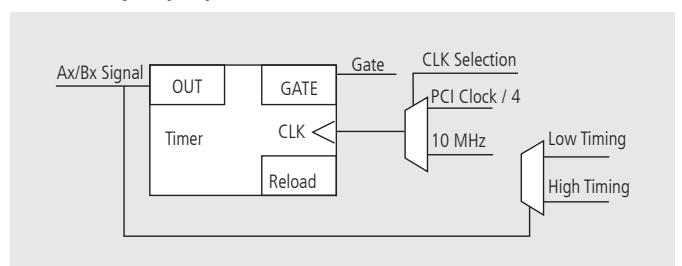 Ax/Bx Signal
OUT
GATE
Gate
CLK Selection
PCI Clock / 4
Timer
CLK
10 MHz
Low Timing
Reload
High Timing